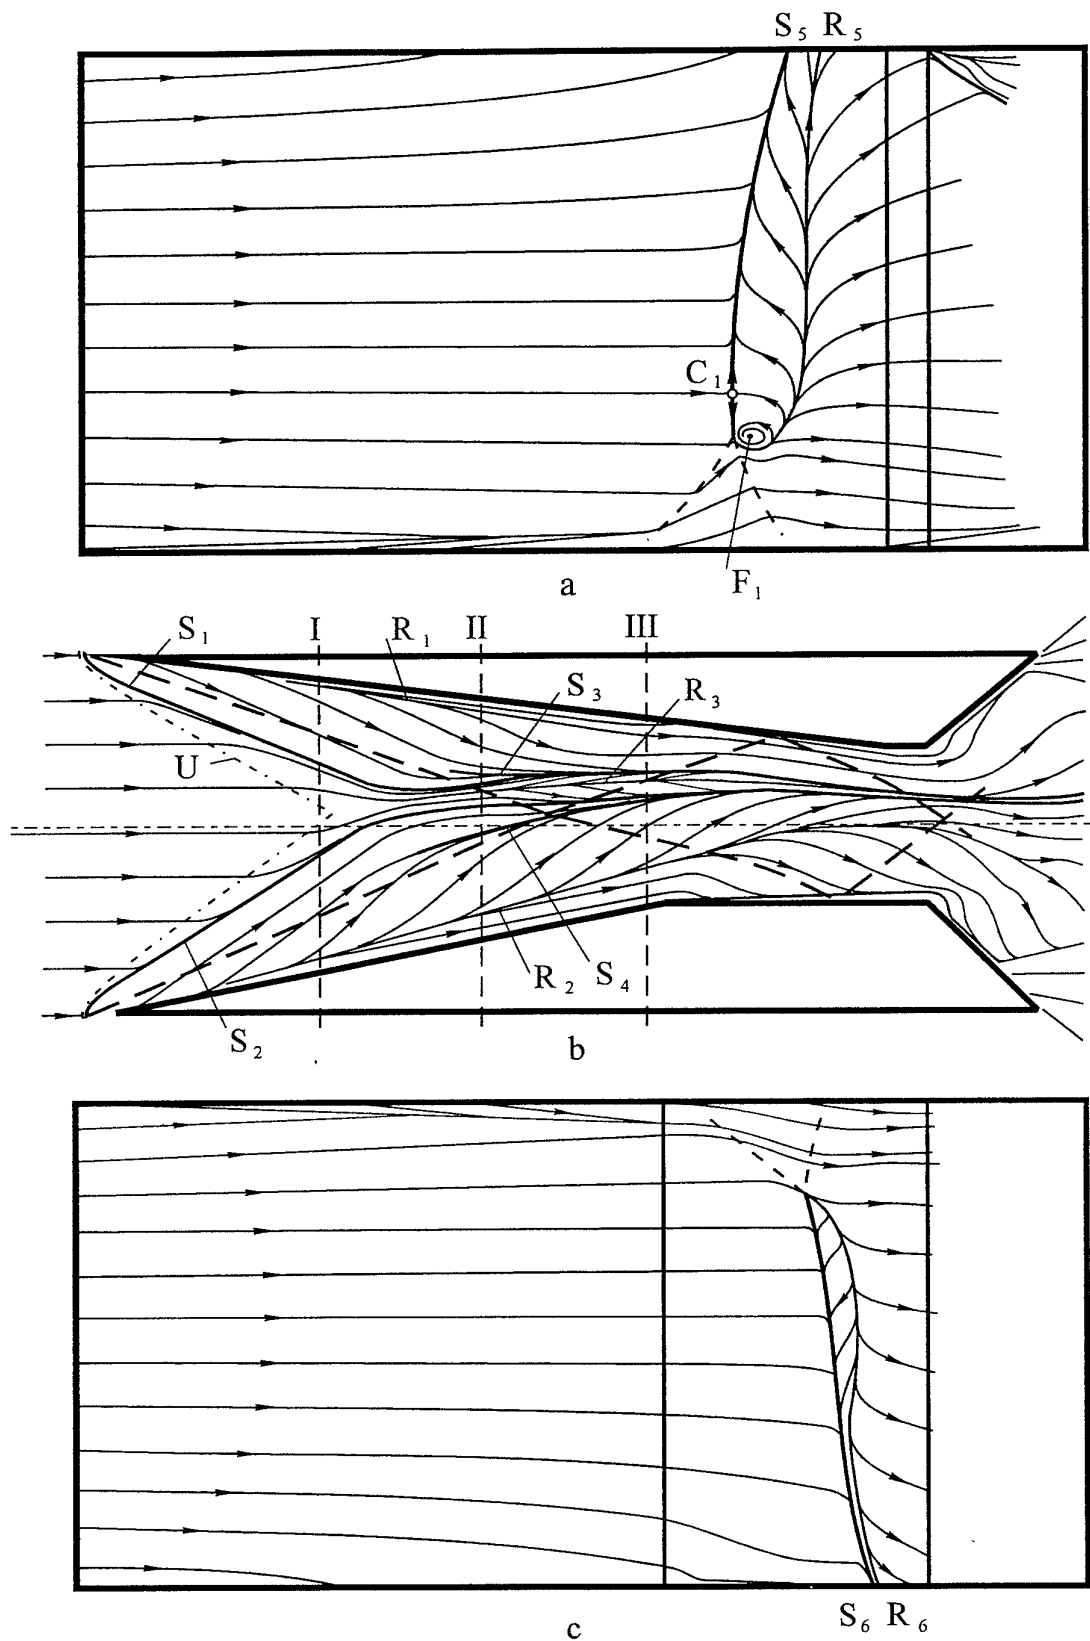 S₅ R₅
C₁
F₁
a
S₁ I R₁ II III
S₃ R₃
U
R₂ S₄
S₂
b
S₆ R₆
c